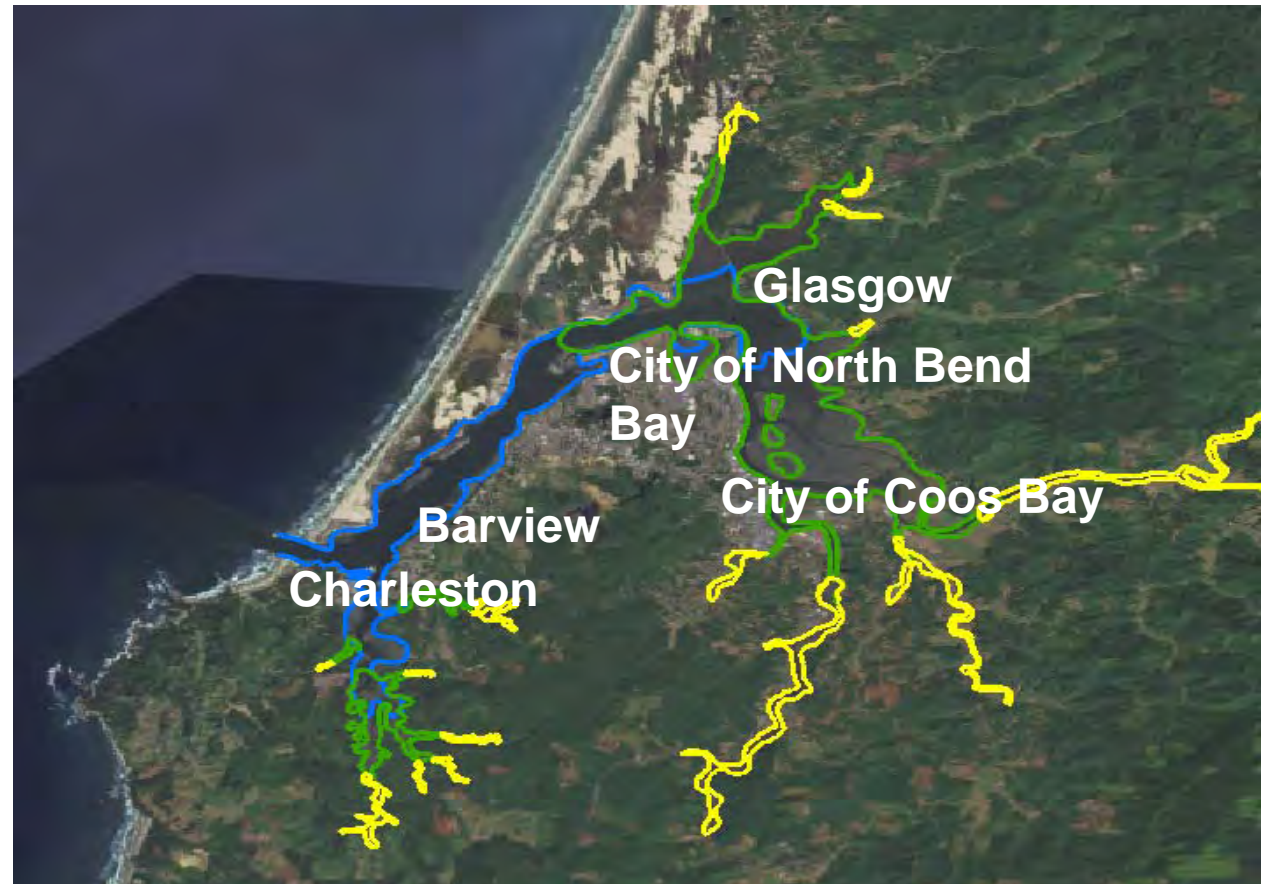 Glasgow
City of North Bend
Bay
City of Coos Bay
Barview
Charleston